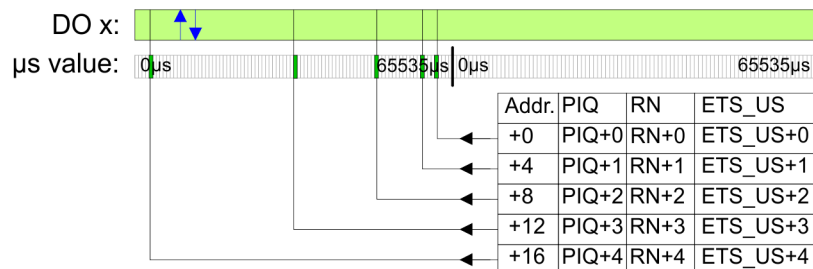 DO x:
µs value: 0µs 65535µs 0µs 65535µs
Addr. PIQ RN ETS_US
+0 PIQ+0 RN+0 ETS_US+0
+4 PIQ+1 RN+1 ETS_US+1
+8 PIQ+2 RN+2 ETS_US+2
+12 PIQ+3 RN+3 ETS_US+3
+16 PIQ+4 RN+4 ETS_US+4